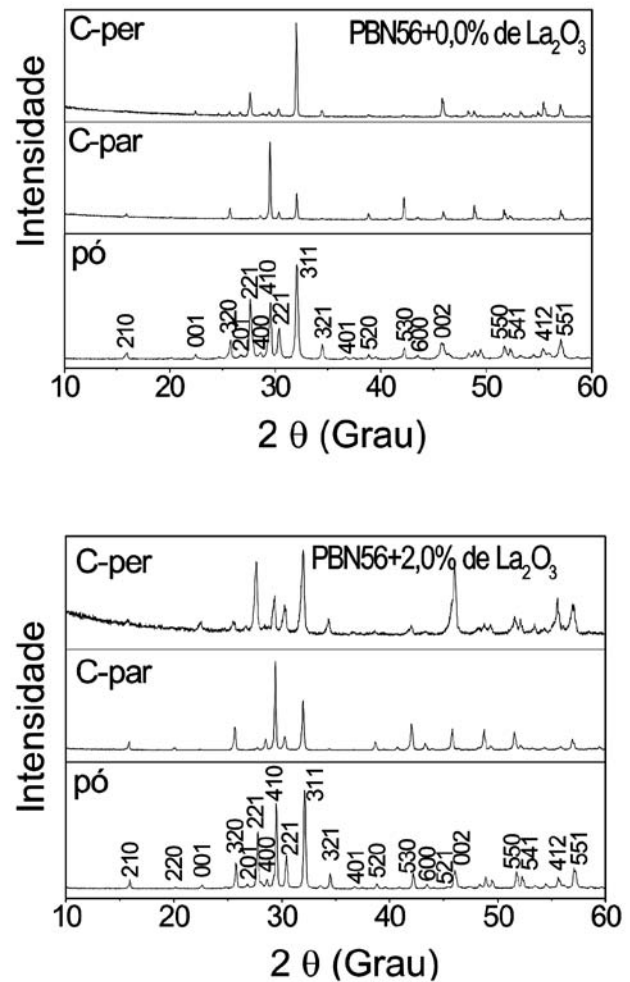 C-per
PBN56+0,0% de La₂O₃
C-par
pó
210
001
320
201
221
400
410
221
311
321
401
520
530
600
002
550
541
412
551
10 20 30 40 50 60
Intensidade
2 θ (Grau)
C-per
PBN56+2,0% de La₂O₃
C-par
pó
210
220
001
320
201
221
400
410
221
311
321
401
520
530
600
521
002
550
541
412
551
10 20 30 40 50 60
Intensidade
2 θ (Grau)